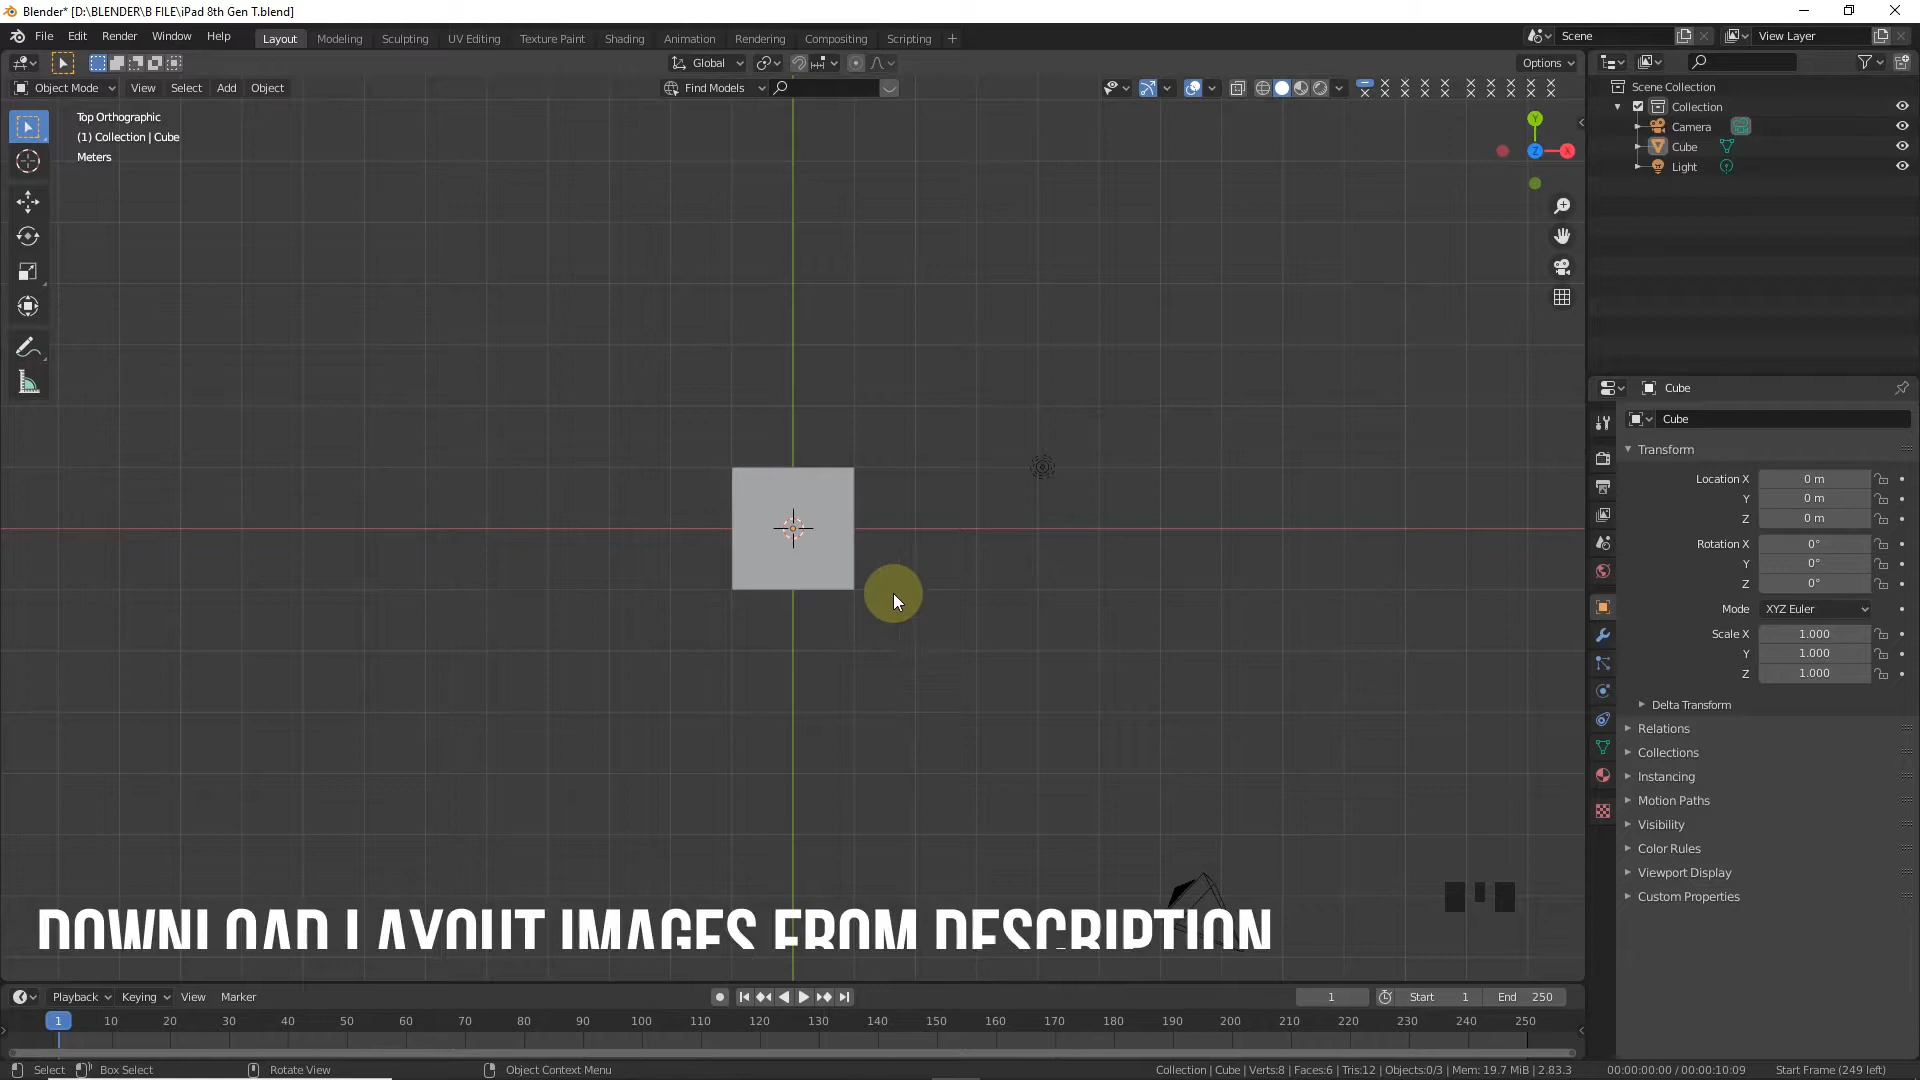 Blender* [D:\BLENDER\B FILE\iPad 8th Gen T.blend]
File Edit Render Window Help
Layout Modeling Sculpting UV Editing Texture Paint Shading Animation Rendering Compositing Scripting +
Scene
View Layer
Global
Options
Object Mode View Select Add Object
Find Models
Top Orthographic
(1) Collection | Cube
Meters
Y
Z
X
Scene Collection
Collection
Camera
Cube
Light
Cube
Cube
Transform
Location X 0 m
Y 0 m
Z 0 m
Rotation X 0°
Y 0°
Z 0°
Mode XYZ Euler
Scale X 1.000
Y 1.000
Z 1.000
Delta Transform
Relations
Collections
Instancing
Motion Paths
Visibility
Color Rules
Viewport Display
Custom Properties
DOWNLOAD LAYOUT IMAGES FROM DESCRIPTION
Playback Keying View Marker
1 Start 1 End 250
1 10 20 30 40 50 60 70 80 90 100 110 120 130 140 150 160 170 180 190 200 210 220 230 240 250
Select Box Select Rotate View Object Context Menu
Collection | Cube | Verts:8 | Faces:6 | Tris:12 | Objects:0/3 | Mem: 19.7 MiB | 2.83.3
00:00:00:00 / 00:00:10:09 Start Frame (249 left)